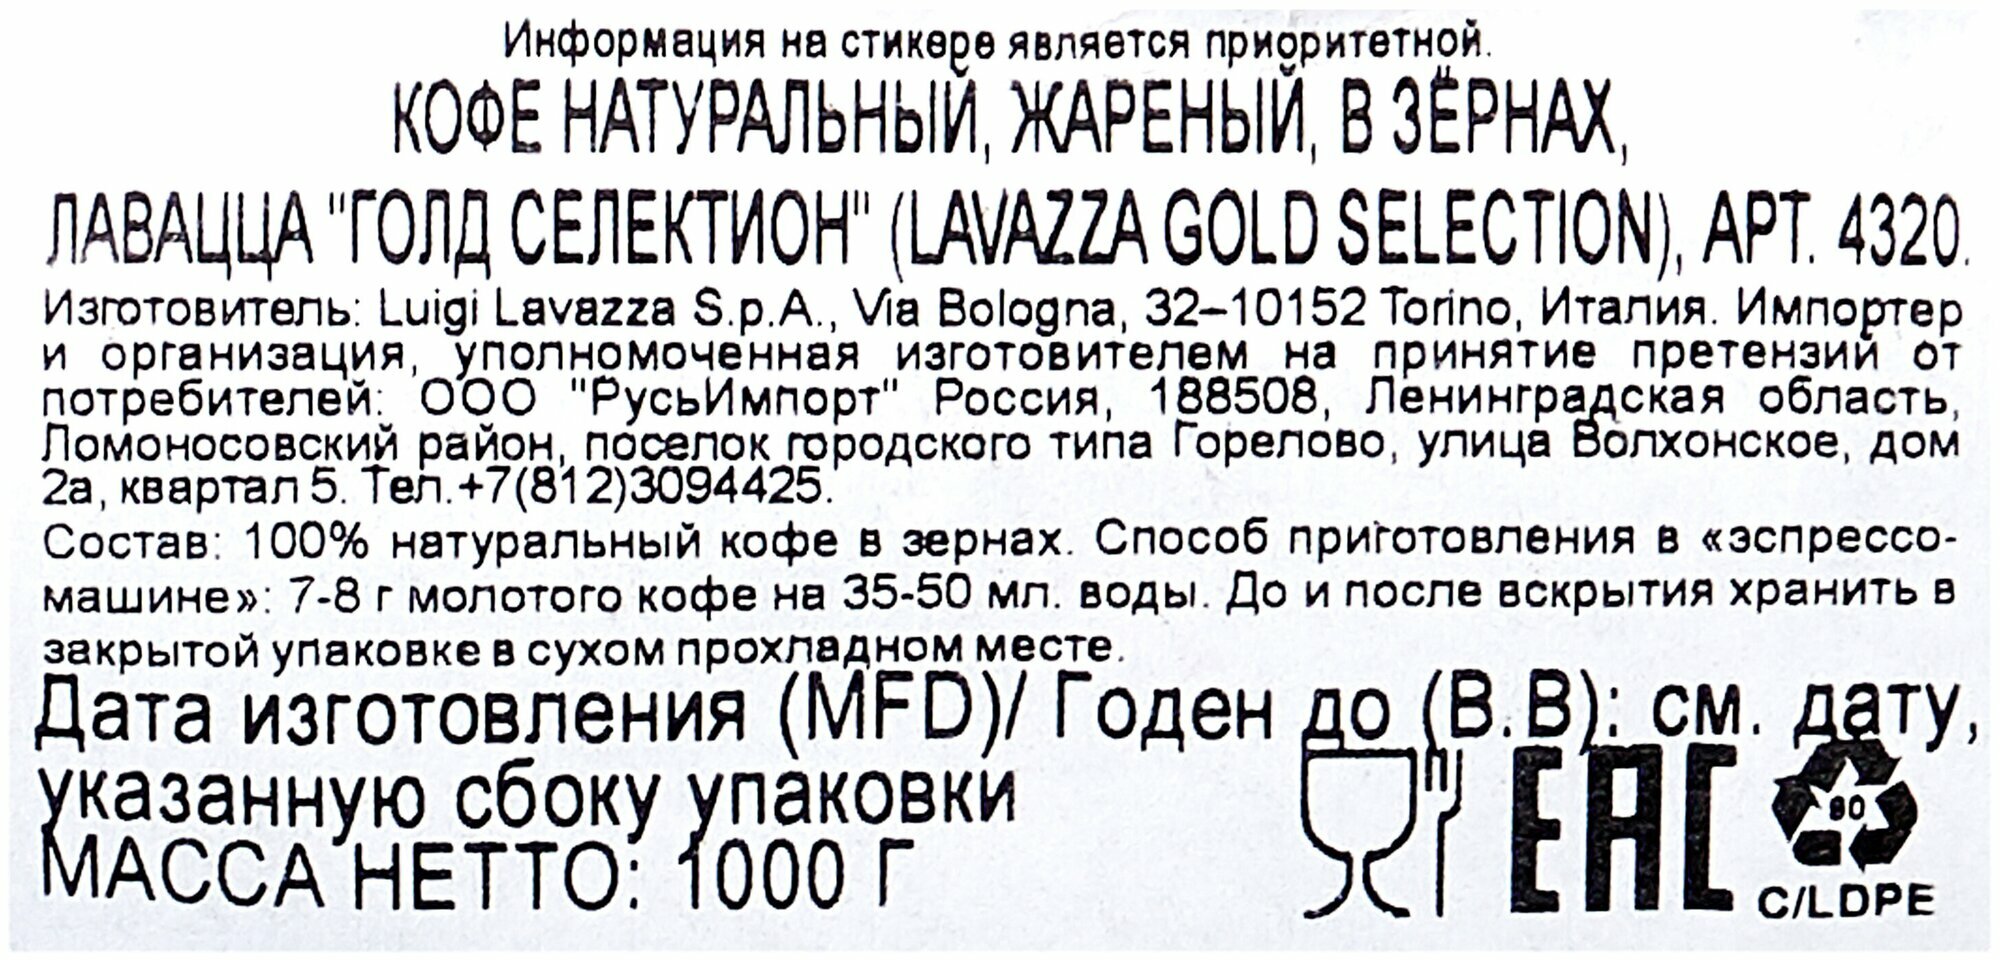 Информация на стикере является приоритетной.
КОФЕ НАТУРАЛЬНЫЙ, ЖАРЕНЫЙ, В ЗЁРНАХ,
ЛАВАЦЦА "ГОЛД СЕЛЕКТИОН" (LAVAZZA GOLD SELECTION), АРТ. 4320.
Изготовитель: Luigi Lavazza S.p.A., Via Bologna, 32–10152 Torino, Италия. Импортер
и организация, уполномоченная изготовителем на принятие претензий от
потребителей: ООО "РусьИмпорт" Россия, 188508, Ленинградская область,
Ломоносовский район, поселок городского типа Горелово, улица Волхонское, дом
2а, квартал 5. Тел.+7(812)3094425.
Состав: 100% натуральный кофе в зернах. Способ приготовления в «эспрессо-
машине»: 7-8 г молотого кофе на 35-50 мл. воды. До и после вскрытия хранить в
закрытой упаковке в сухом прохладном месте.
Дата изготовления (MFD)/ Годен до (B.B): см. дату,
указанную сбоку упаковки
МАССА НЕТТО: 1000 Г
EAC
90
C/LDPE